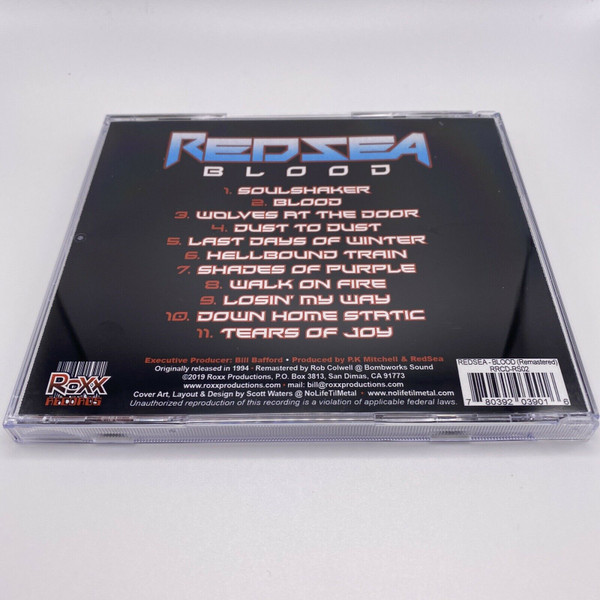 REDSEA
BLOOD
1. SOULSHAKER
2. BLOOD
3. WOLVES AT THE DOOR
4. DUST TO DUST
5. LAST DAYS OF WINTER
6. HELLBOUND TRAIN
7. SHADES OF PURPLE
8. WALK ON FIRE
9. LOSIN' MY WAY
10. DOWN HOME STATIC
11. TEARS OF JOY
Executive Producer: Bill Bafford • Produced by P.K Mitchell & RedSea
Originally released in 1994 • Remastered by Rob Colwell @ Bombworks Sound
©2019 Roxx Productions, P.O. Box 3813, San Dimas, CA 91773
www.roxxproductions.com • mail: bill@roxxproductions.com
Cover Art, Layout & Design by Scott Waters @ NoLifeTilMetal • www.nolifetilmetal.com
Unauthorized reproduction of this recording is a violation of applicable federal laws.
ROXX
RECORDS
REDSEA - BLOOD (Remastered)
RRCD-RS02
7 80392 03901 6